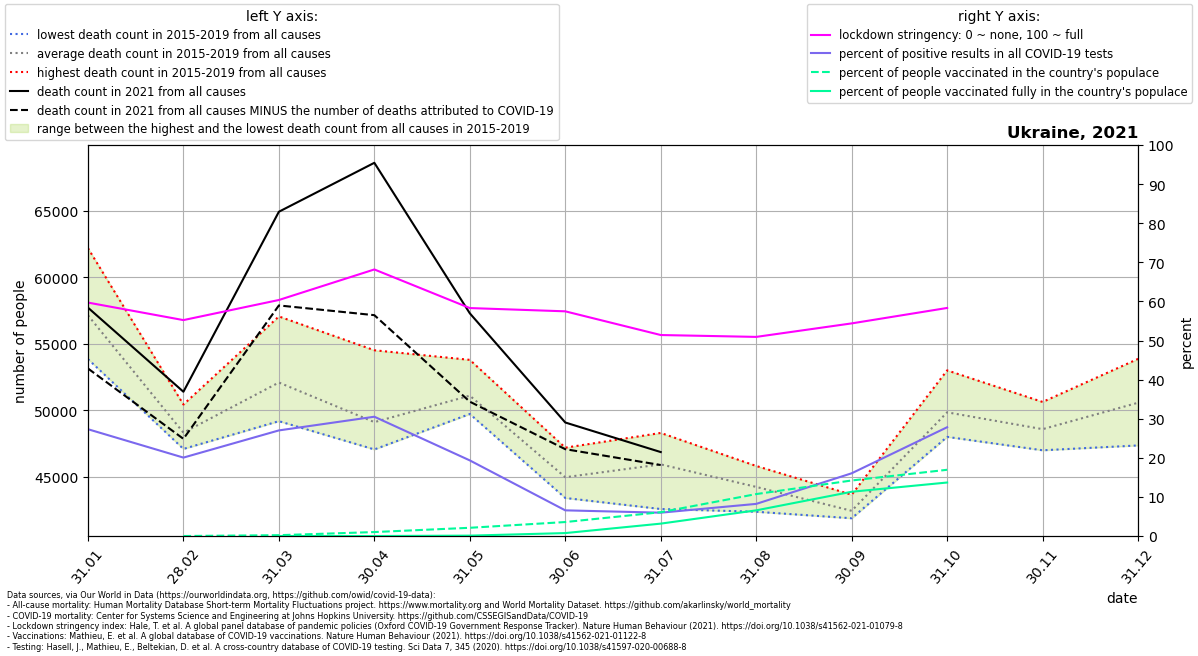 left Y axis:
lowest death count in 2015-2019 from all causes
average death count in 2015-2019 from all causes
highest death count in 2015-2019 from all causes
death count in 2021 from all causes
death count in 2021 from all causes MINUS the number of deaths attributed to COVID-19
range between the highest and the lowest death count from all causes in 2015-2019
right Y axis:
lockdown stringency: 0 ~ none, 100 ~ full
percent of positive results in all COVID-19 tests
percent of people vaccinated in the country's populace
percent of people vaccinated fully in the country's populace
Ukraine, 2021
number of people
65000
60000
55000
50000
45000
100
90
80
70
60
50
40
30
20
10
0
percent
31.01
28.02
31.03
30.04
31.05
30.06
31.07
31.08
30.09
31.10
30.11
31.12
date
Data sources, via Our World in Data (https://ourworldindata.org, https://github.com/owid/covid-19-data):
- All-cause mortality: Human Mortality Database Short-term Mortality Fluctuations project. https://www.mortality.org and World Mortality Dataset. https://github.com/akarlinsky/world_mortality
- COVID-19 mortality: Center for Systems Science and Engineering at Johns Hopkins University. https://github.com/CSSEGISandData/COVID-19
- Lockdown stringency index: Hale, T. et al. A global panel database of pandemic policies (Oxford COVID-19 Government Response Tracker). Nature Human Behaviour (2021). https://doi.org/10.1038/s41562-021-01079-8
- Vaccinations: Mathieu, E. et al. A global database of COVID-19 vaccinations. Nature Human Behaviour (2021). https://doi.org/10.1038/s41562-021-01122-8
- Testing: Hasell, J., Mathieu, E., Beltekian, D. et al. A cross-country database of COVID-19 testing. Sci Data 7, 345 (2020). https://doi.org/10.1038/s41597-020-00688-8